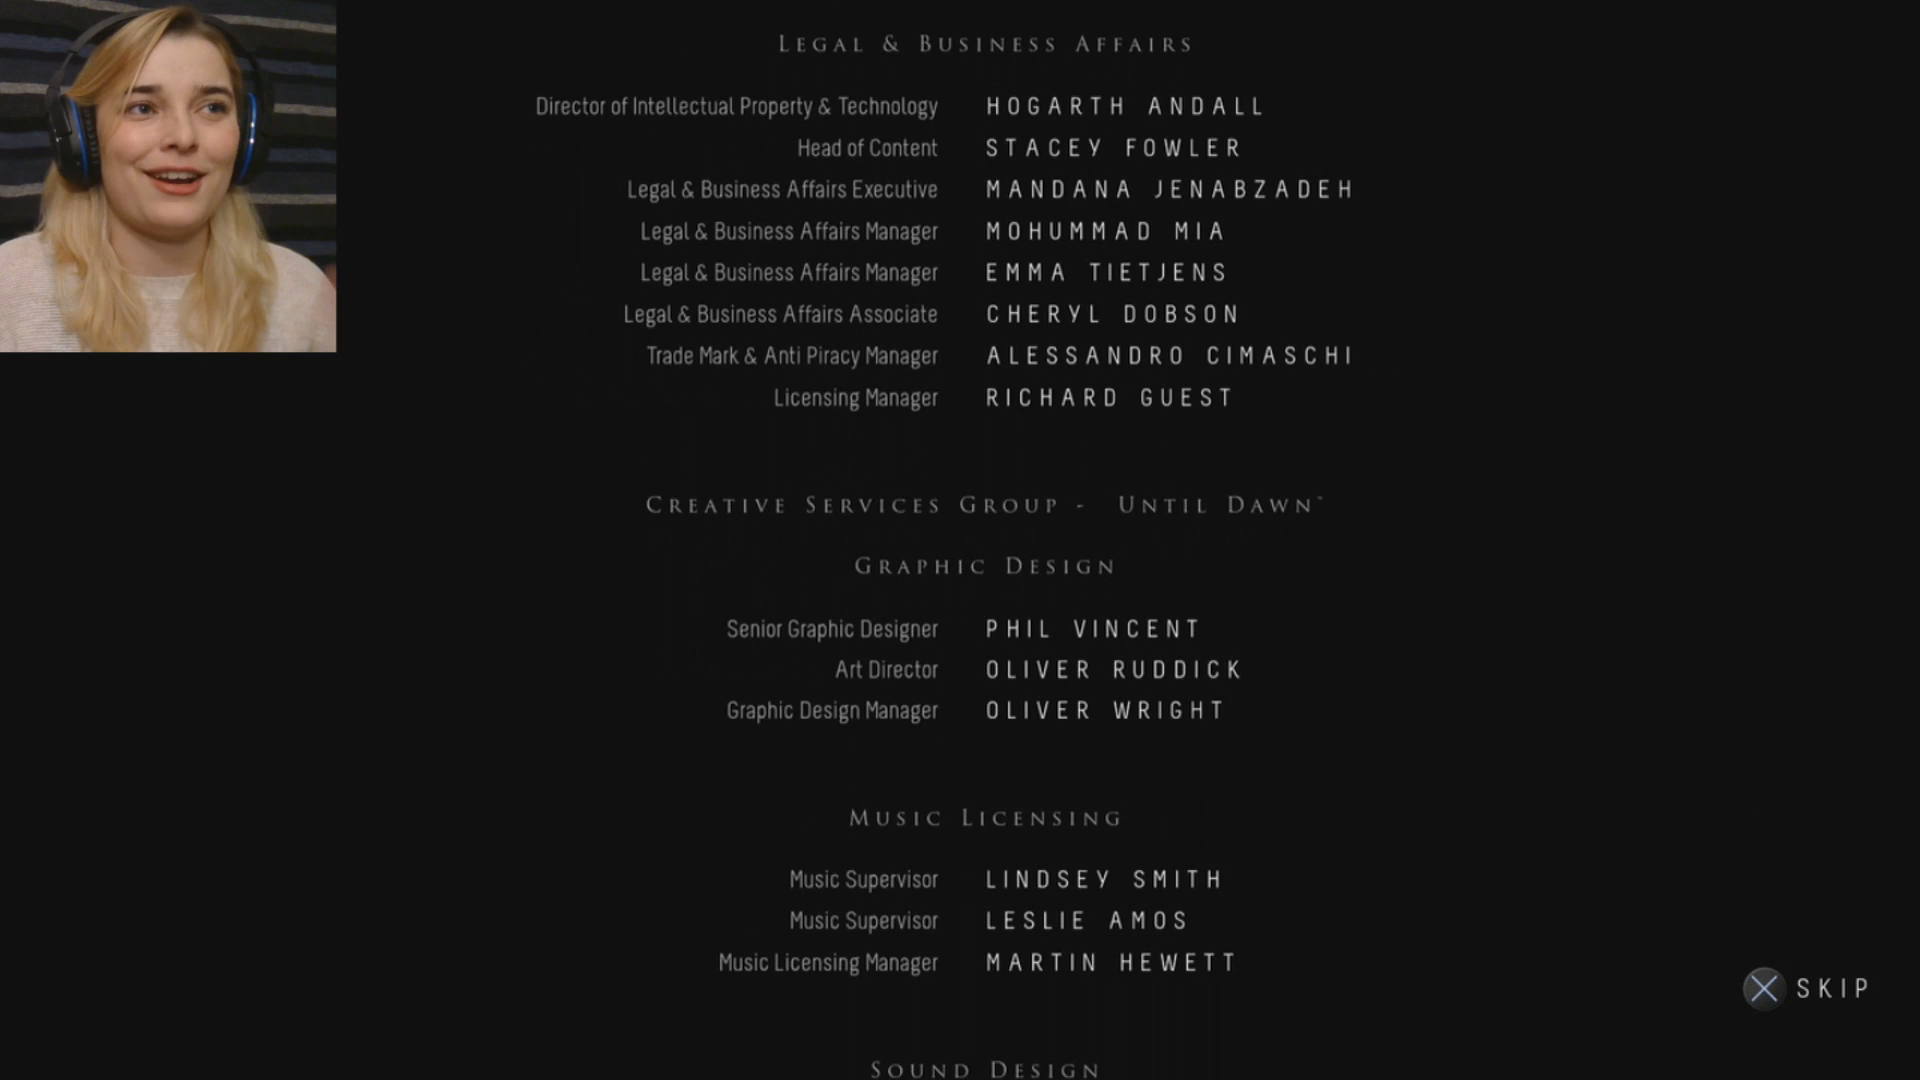 LEGAL & BUSINESS AFFAIRS
Director of Intellectual Property & Technology HOGARTH ANDALL
Head of Content STACEY FOWLER
Legal & Business Affairs Executive MANDANA JENABZADEH
Legal & Business Affairs Manager MOHUMMAD MIA
Legal & Business Affairs Manager EMMA TIETJENS
Legal & Business Affairs Associate CHERYL DOBSON
Trade Mark & Anti Piracy Manager ALESSANDRO CIMASCHI
Licensing Manager RICHARD GUEST
CREATIVE SERVICES GROUP - UNTIL DAWN™
GRAPHIC DESIGN
Senior Graphic Designer PHIL VINCENT
Art Director OLIVER RUDDICK
Graphic Design Manager OLIVER WRIGHT
MUSIC LICENSING
Music Supervisor LINDSEY SMITH
Music Supervisor LESLIE AMOS
Music Licensing Manager MARTIN HEWETT
SKIP
SOUND DESIGN